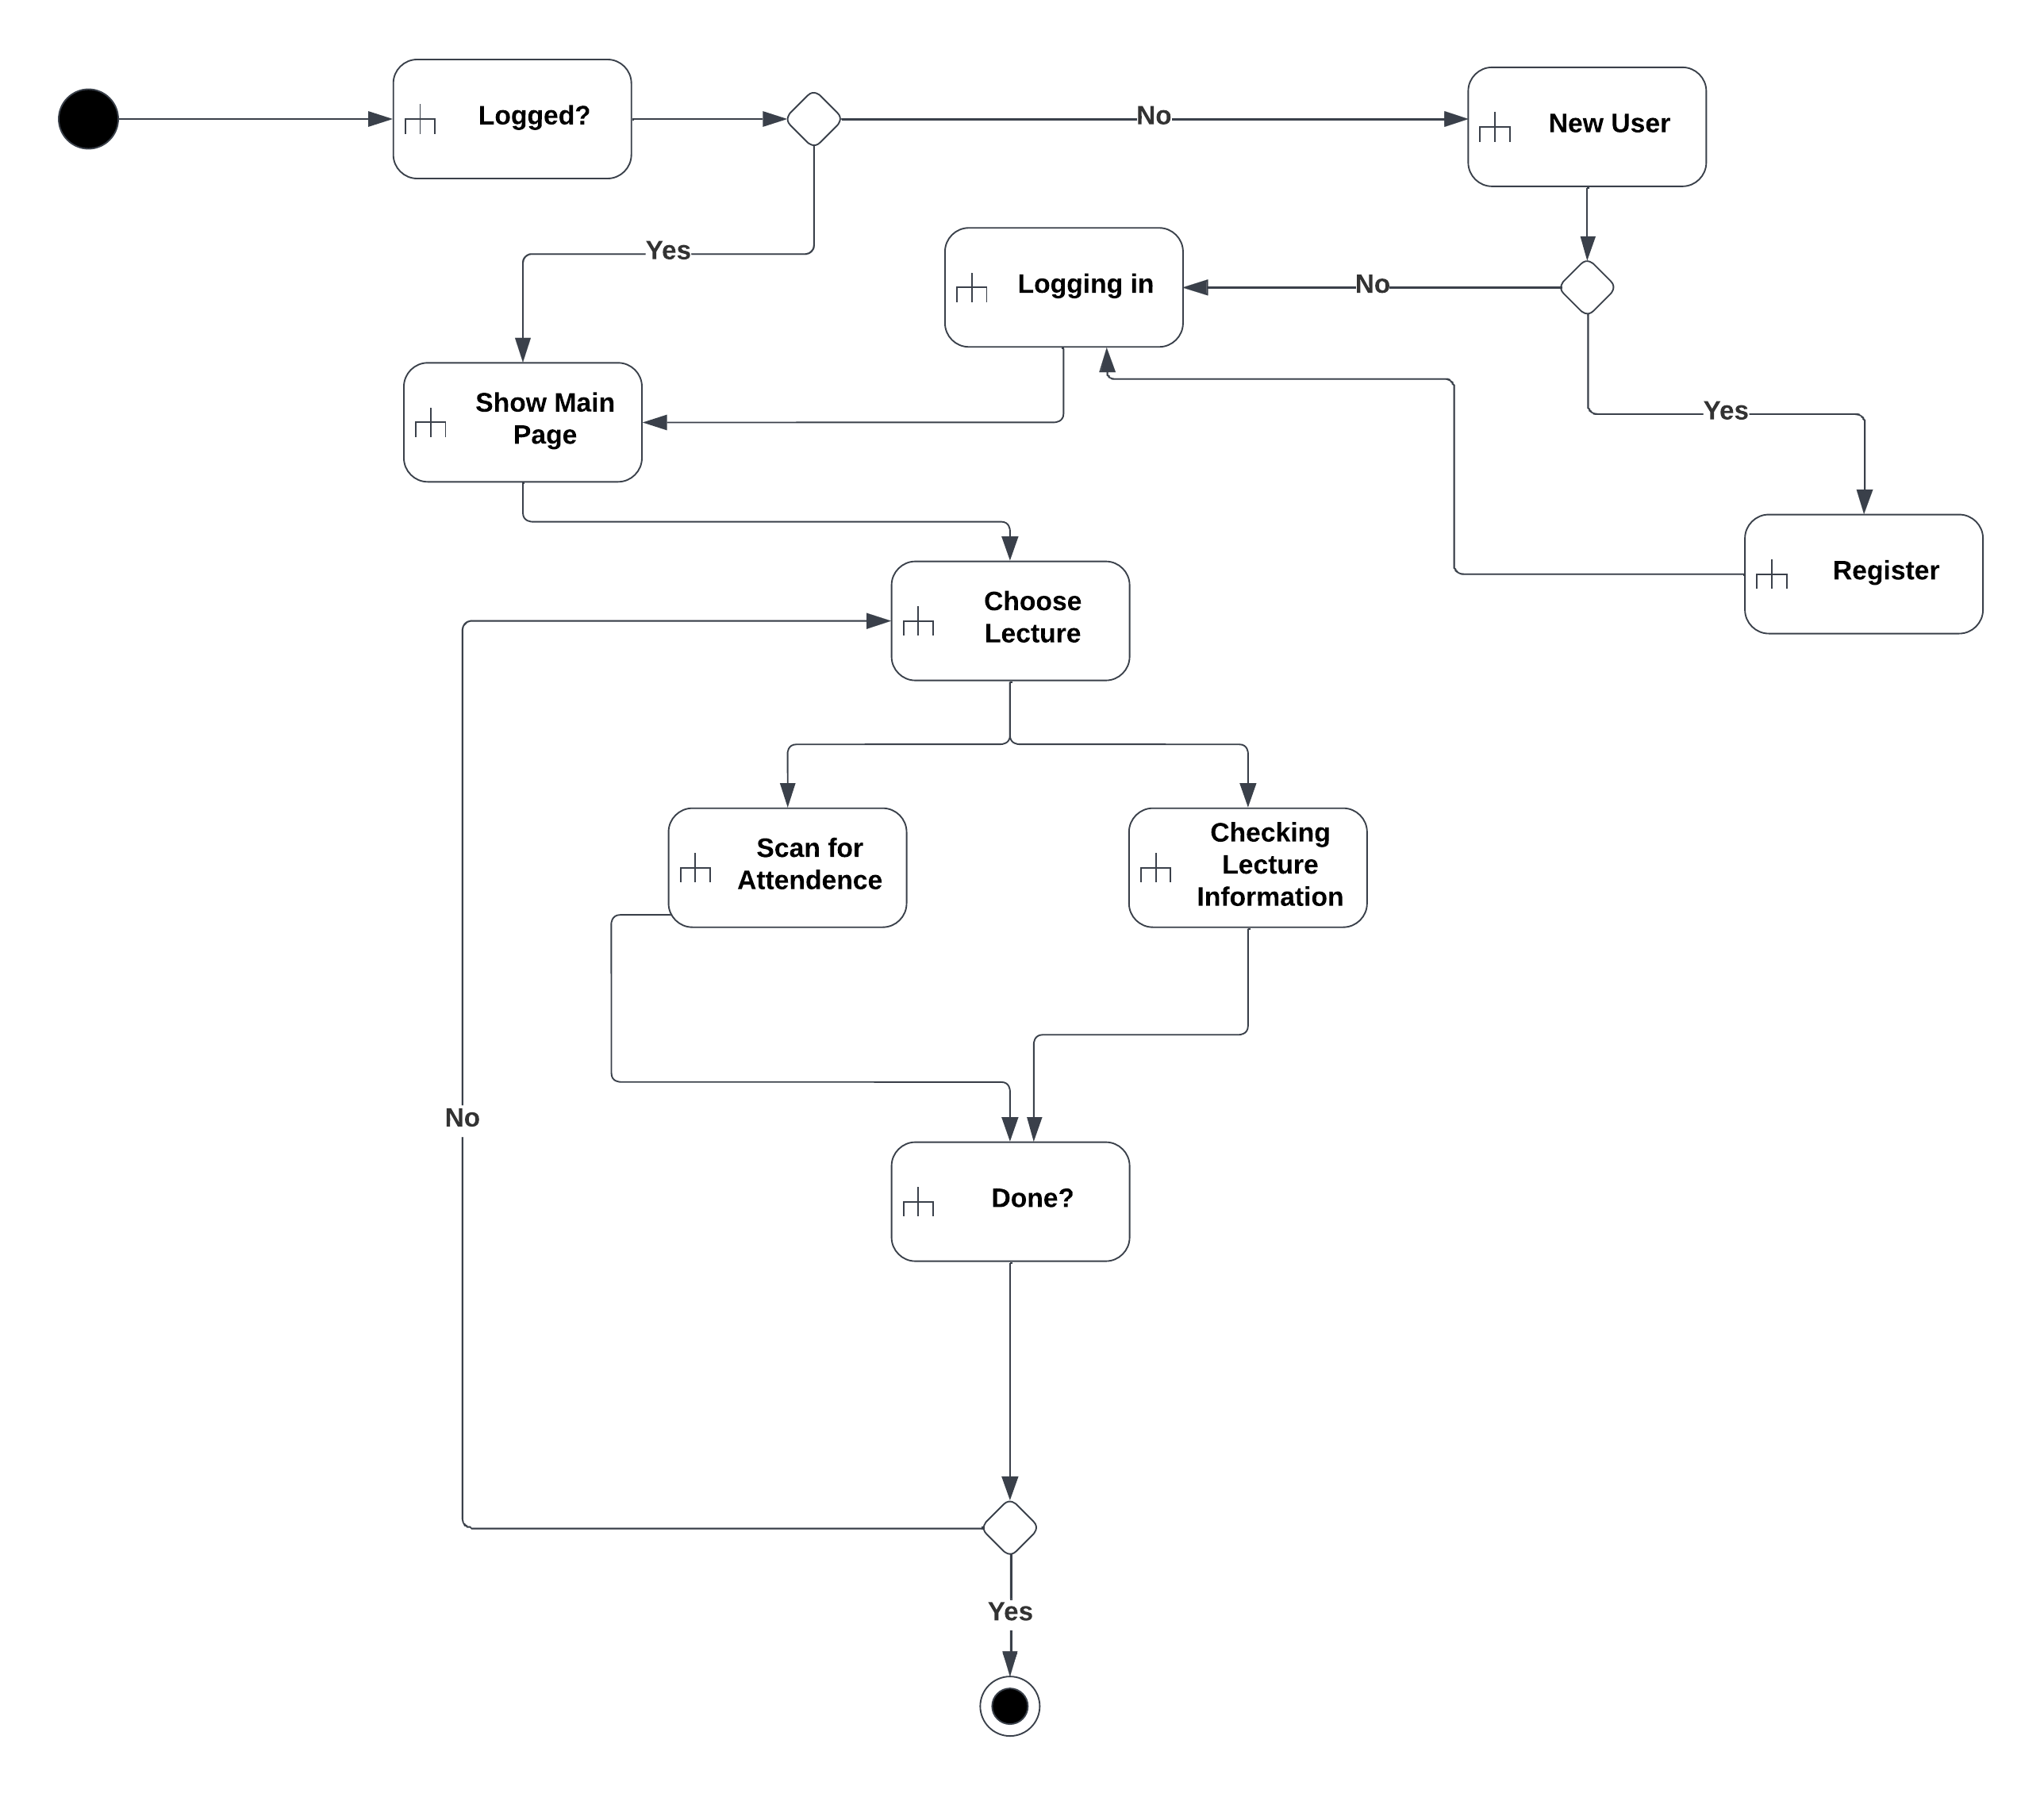 Logged?
No
New User
Yes
Logging in
No
Show Main
Page
Yes
Register
Choose
Lecture
Scan for
Attendence
Checking
Lecture
Information
No
Done?
Yes